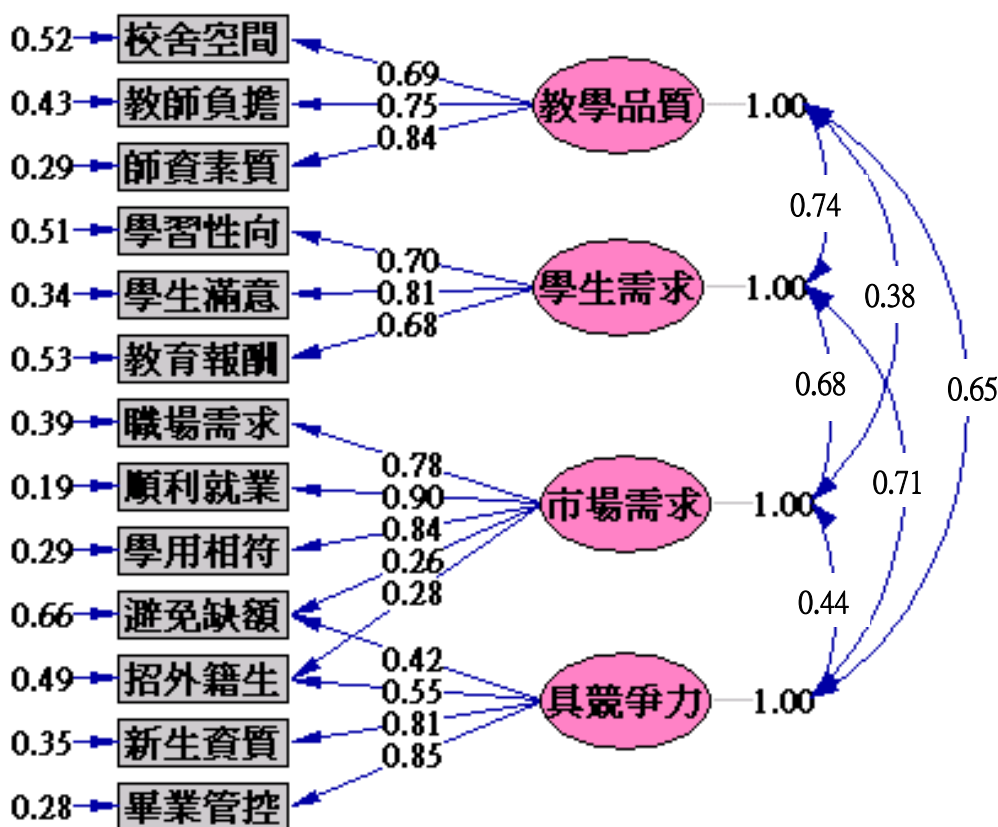 0.52 校舍空間
0.69
0.43 教師負擔
0.75
教學品質 1.00
0.84
0.29 師資素質
0.74
0.51 學習性向
0.70
0.34 學生滿意
0.81
學生需求 1.00
0.38
0.68
0.53 教育報酬
0.68
0.65
0.39 職場需求
0.78
0.19 順利就業
0.90
0.71
市場需求 1.00
0.84
0.29 學用相符
0.26
0.28
0.66 避免缺額
0.44
0.42
0.49 招外籍生
0.55
具競爭力 1.00
0.81
0.35 新生資質
0.85
0.28 畢業管控